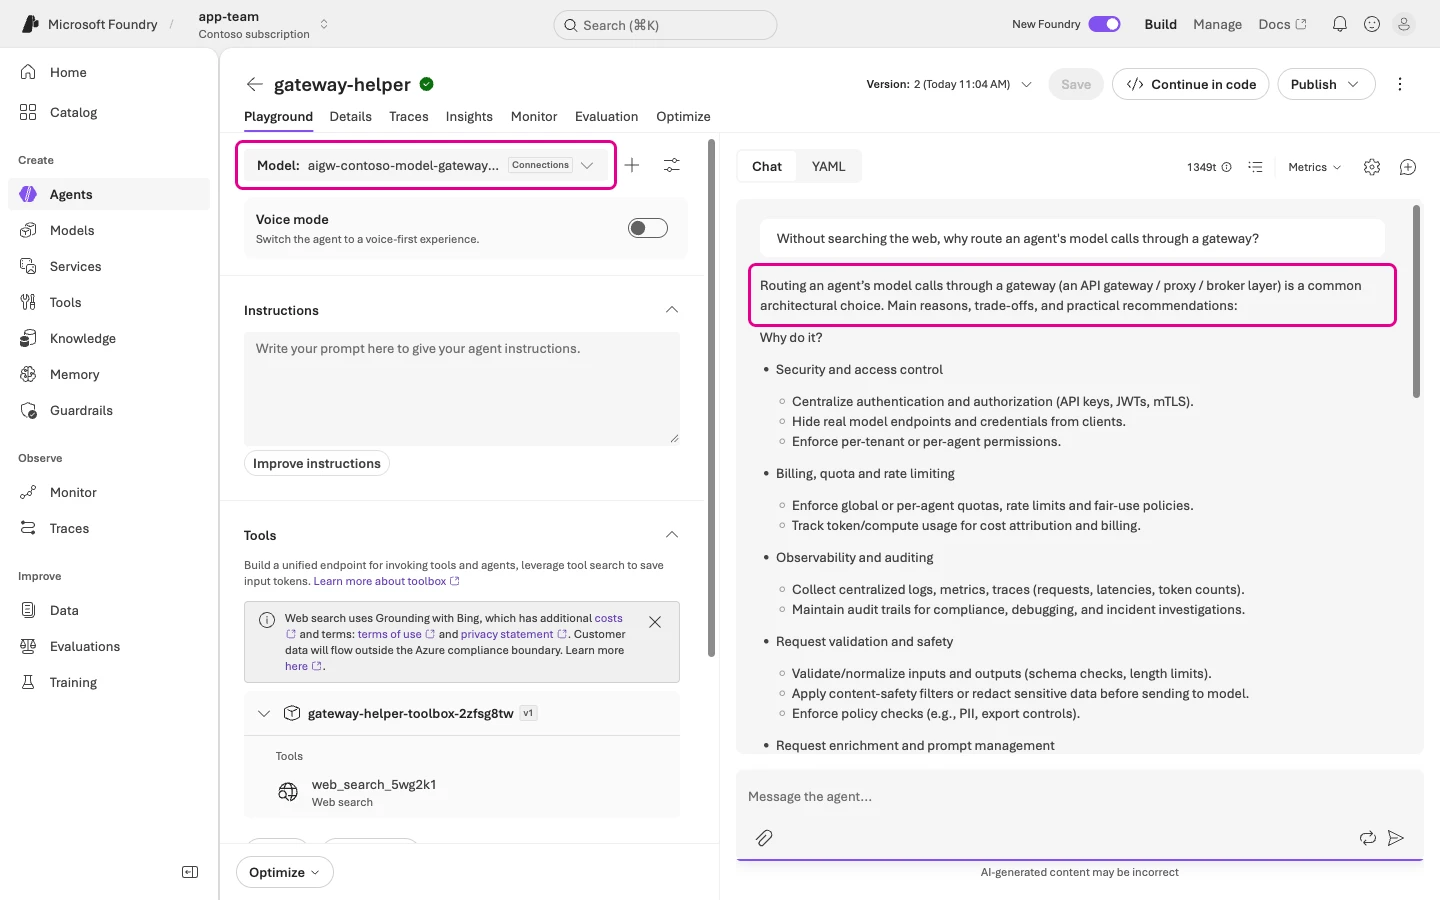 Microsoft Foundry
/
app-team
Contoso subscription
Search (⌘K)
New Foundry
Build
Manage
Docs
Home
Catalog
Create
Agents
Models
Services
Tools
Knowledge
Memory
Guardrails
Observe
Monitor
Traces
Improve
Data
Evaluations
Training
gateway-helper
Version: 2 (Today 11:04 AM)
Save
Continue in code
Publish
Playground
Details
Traces
Insights
Monitor
Evaluation
Optimize
Model: aigw-contoso-model-gateway...
Connections
Voice mode
Switch the agent to a voice-first experience.
Instructions
Write your prompt here to give your agent instructions.
Improve instructions
Tools
Build a unified endpoint for invoking tools and agents, leverage tool search to save
input tokens. Learn more about toolbox
Web search uses Grounding with Bing, which has additional costs
and terms: terms of use and privacy statement. Customer
data will flow outside the Azure compliance boundary. Learn more
here.
gateway-helper-toolbox-2zfsg8tw v1
Tools
web_search_5wg2k1
Web search
Optimize
Chat
YAML
1349t
Metrics
Without searching the web, why route an agent's model calls through a gateway?
Routing an agent's model calls through a gateway (an API gateway / proxy / broker layer) is a common
architectural choice. Main reasons, trade-offs, and practical recommendations:
Why do it?
• Security and access control
○ Centralize authentication and authorization (API keys, JWTs, mTLS).
○ Hide real model endpoints and credentials from clients.
○ Enforce per-tenant or per-agent permissions.
• Billing, quota and rate limiting
○ Enforce global or per-agent quotas, rate limits and fair-use policies.
○ Track token/compute usage for cost attribution and billing.
• Observability and auditing
○ Collect centralized logs, metrics, traces (requests, latencies, token counts).
○ Maintain audit trails for compliance, debugging, and incident investigations.
• Request validation and safety
○ Validate/normalize inputs and outputs (schema checks, length limits).
○ Apply content-safety filters or redact sensitive data before sending to model.
○ Enforce policy checks (e.g., PII, export controls).
• Request enrichment and prompt management
Message the agent...
AI-generated content may be incorrect